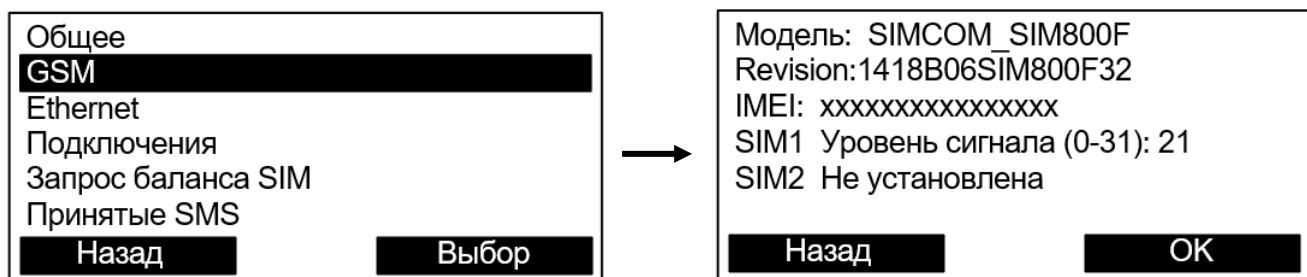 Общее
GSM
Ethernet
Подключения
Запрос баланса SIM
Принятые SMS
Назад Выбор
Модель: SIMCOM_SIM800F
Revision:1418B06SIM800F32
IMEI: xxxxxxxxxxxxxxxx
SIM1 Уровень сигнала (0-31): 21
SIM2 Не установлена
Назад OK